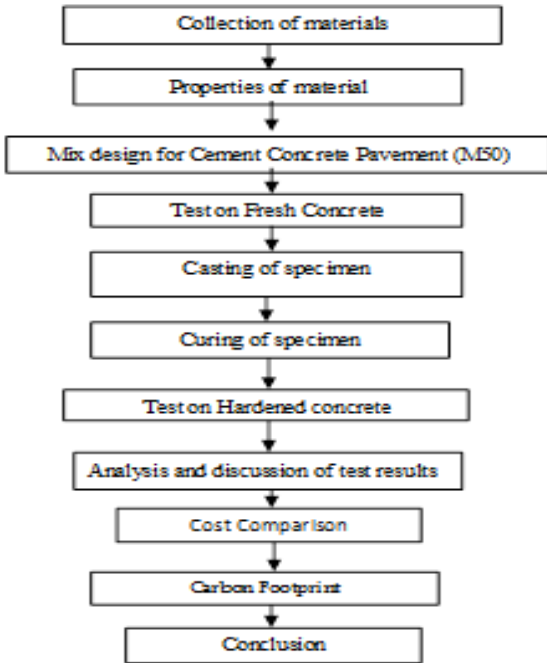 Collection of materials
Properties of material
Mix design for Cement Concrete Pavement (M50)
Test on Fresh Concrete
Casting of specimen
Curing of specimen
Test on Hardened concrete
Analysis and discussion of test results
Cost Comparison
Carbon Footprint
Conclusion